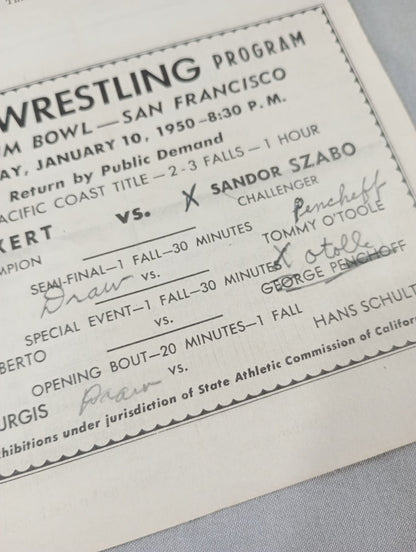 WRESTLING PROGRAM
M BOWL—SAN FRANCISCO
AY, JANUARY 10, 1950–8:30 P. M.
Return by Public Demand
ACIFIC COAST TITLE—2-3 FALLS—1 HOUR
KERT vs. X SANDOR SZABO
MPION CHALLENGER
SEMI-FINAL—1 FALL—30 MINUTES Pencheff
Draw vs. TOMMY O'TOOLE
SPECIAL EVENT—1 FALL—30 MINUTES X otolle
BERTO vs. GEORGE PENCHOFF
OPENING BOUT—20 MINUTES—1 FALL
URGIS Draw vs. HANS SCHULT
hibitions under jurisdiction of State Athletic Commission of Califor